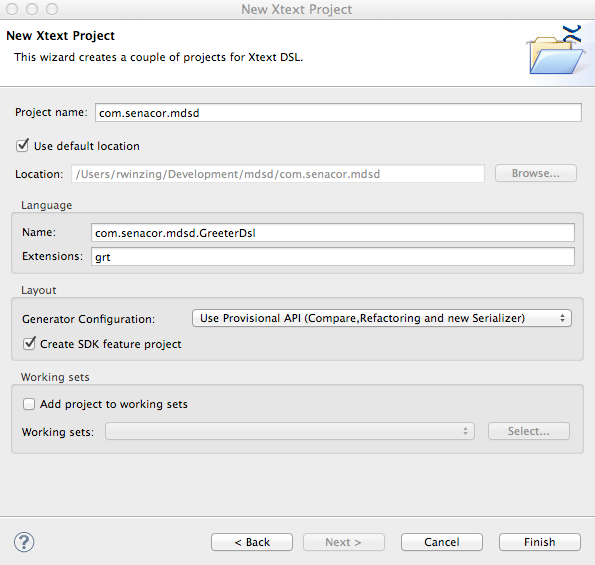 New Xtext Project
New Xtext Project
This wizard creates a couple of projects for Xtext DSL.
Project name: com.senacor.mdsd
Use default location
Location: /Users/rwinzing/Development/mdsd/com.senacor.mdsd Browse...
Language
Name: com.senacor.mdsd.GreeterDsl
Extensions: grt
Layout
Generator Configuration: Use Provisional API (Compare,Refactoring and new Serializer)
Create SDK feature project
Working sets
Add project to working sets
Working sets: Select...
? < Back Next > Cancel Finish